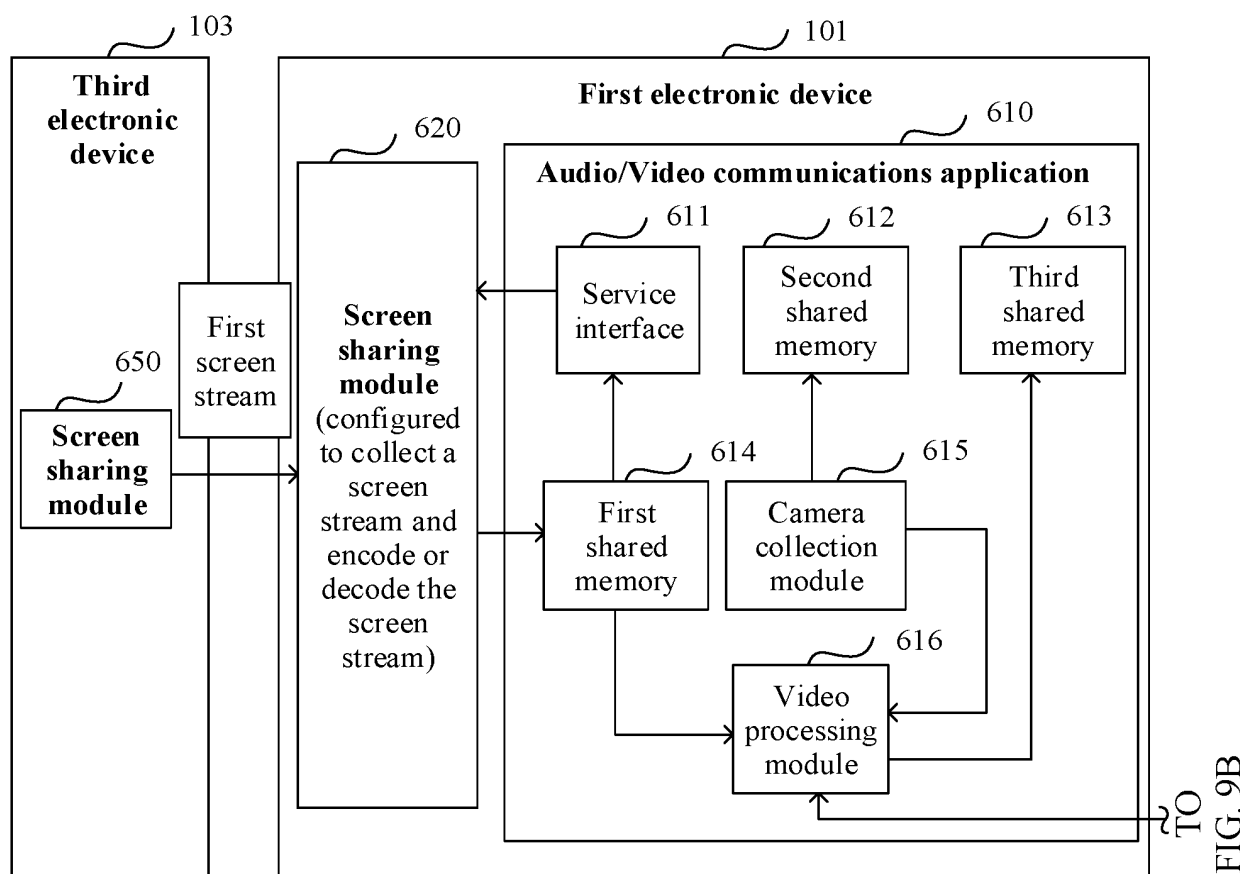 103
101
Third
electronic
device
First electronic device
620
610
Audio/Video communications application
611
612
613
Service
interface
Second
shared
memory
Third
shared
memory
First
screen
stream
650
Screen
sharing
module
Screen
sharing
module
(configured
to collect a
screen
stream and
encode or
decode the
screen
stream)
614
615
First
shared
memory
Camera
collection
module
616
Video
processing
module
TO
FIG. 9B